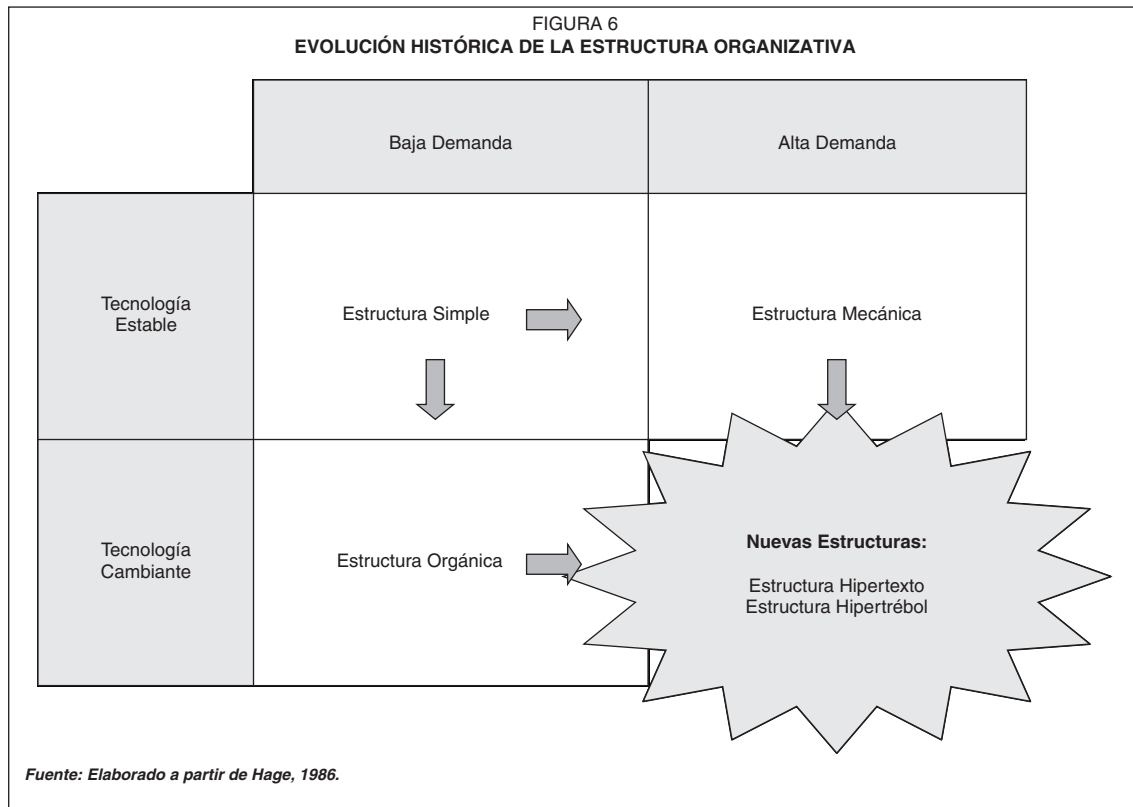 FIGURA 6
EVOLUCIÓN HISTÓRICA DE LA ESTRUCTURA ORGANIZATIVA
Baja Demanda
Alta Demanda
Tecnología
Estable
Estructura Simple
Estructura Mecánica
Tecnología
Cambiante
Estructura Orgánica
Nuevas Estructuras:
Estructura Hipertexto
Estructura Hipertrébol
Fuente: Elaborado a partir de Hage, 1986.